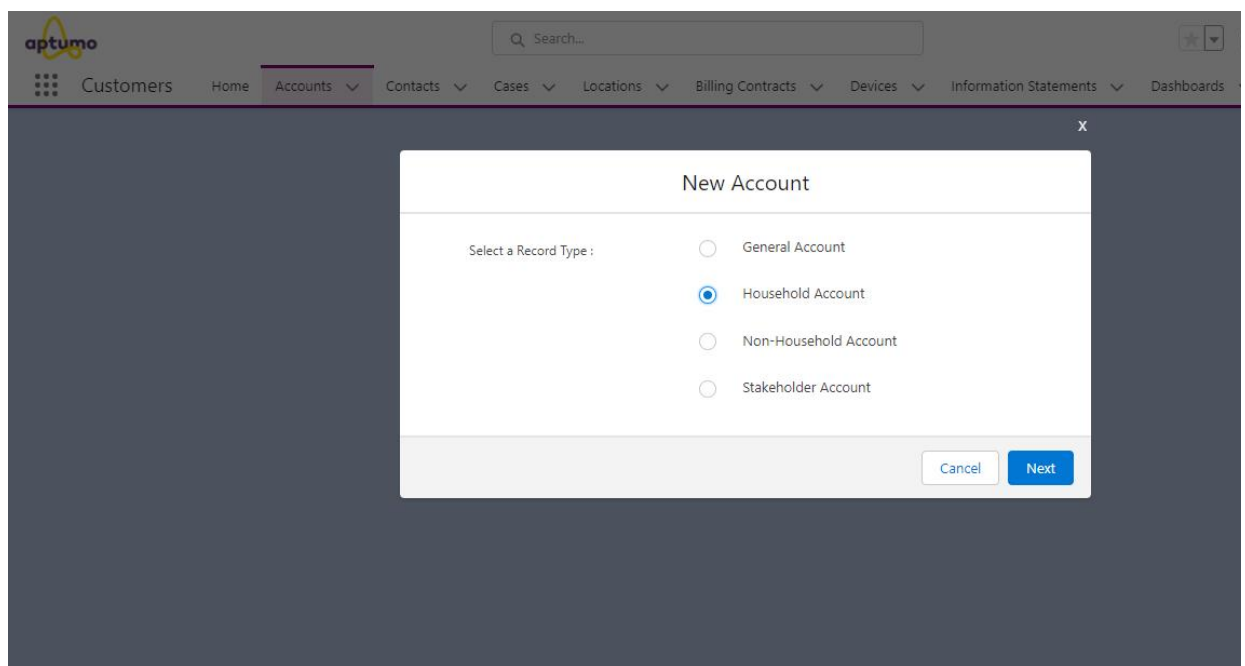 aptumo
Search...
Customers Home Accounts Contacts Cases Locations Billing Contracts Devices Information Statements Dashboards
X
New Account
Select a Record Type :
General Account
Household Account
Non-Household Account
Stakeholder Account
Cancel Next